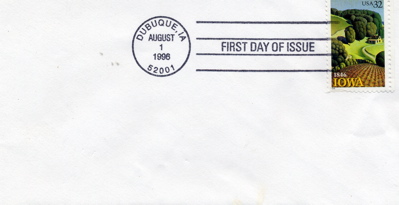 DUBUQUE, IA
AUGUST
1
1996
52001
FIRST DAY OF ISSUE
USA 32
1846
IOWA